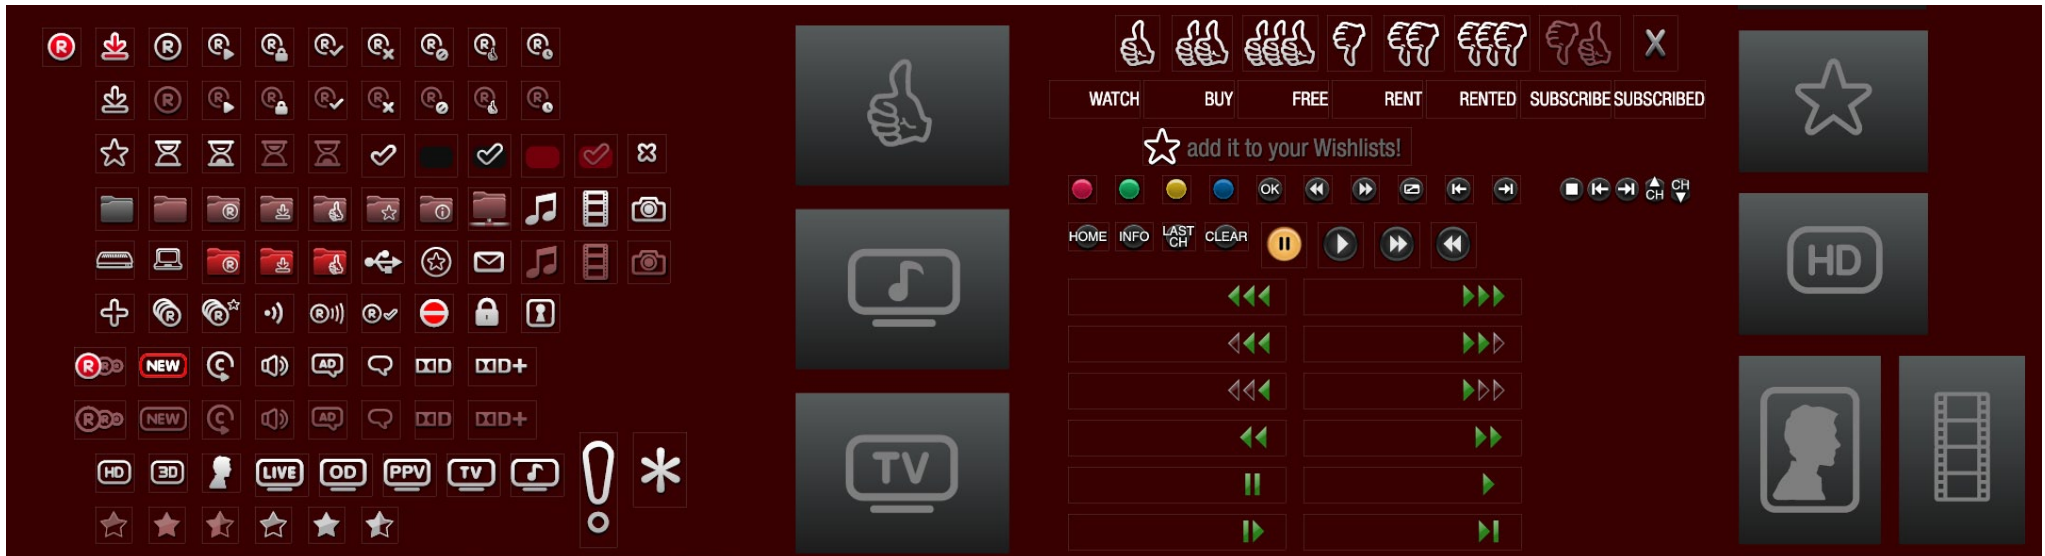 R R R R R R R R R
R R R R R R R R
WATCH BUY FREE RENT RENTED SUBSCRIBE SUBSCRIBED
add it to your Wishlists!
R
OK
CH CH
R
HOME INFO LAST CH CLEAR
R R R R
HD
R R R NEW C AD D D+
R R R NEW C AD D D+
HD 3D LIVE OD PPV TV
TV